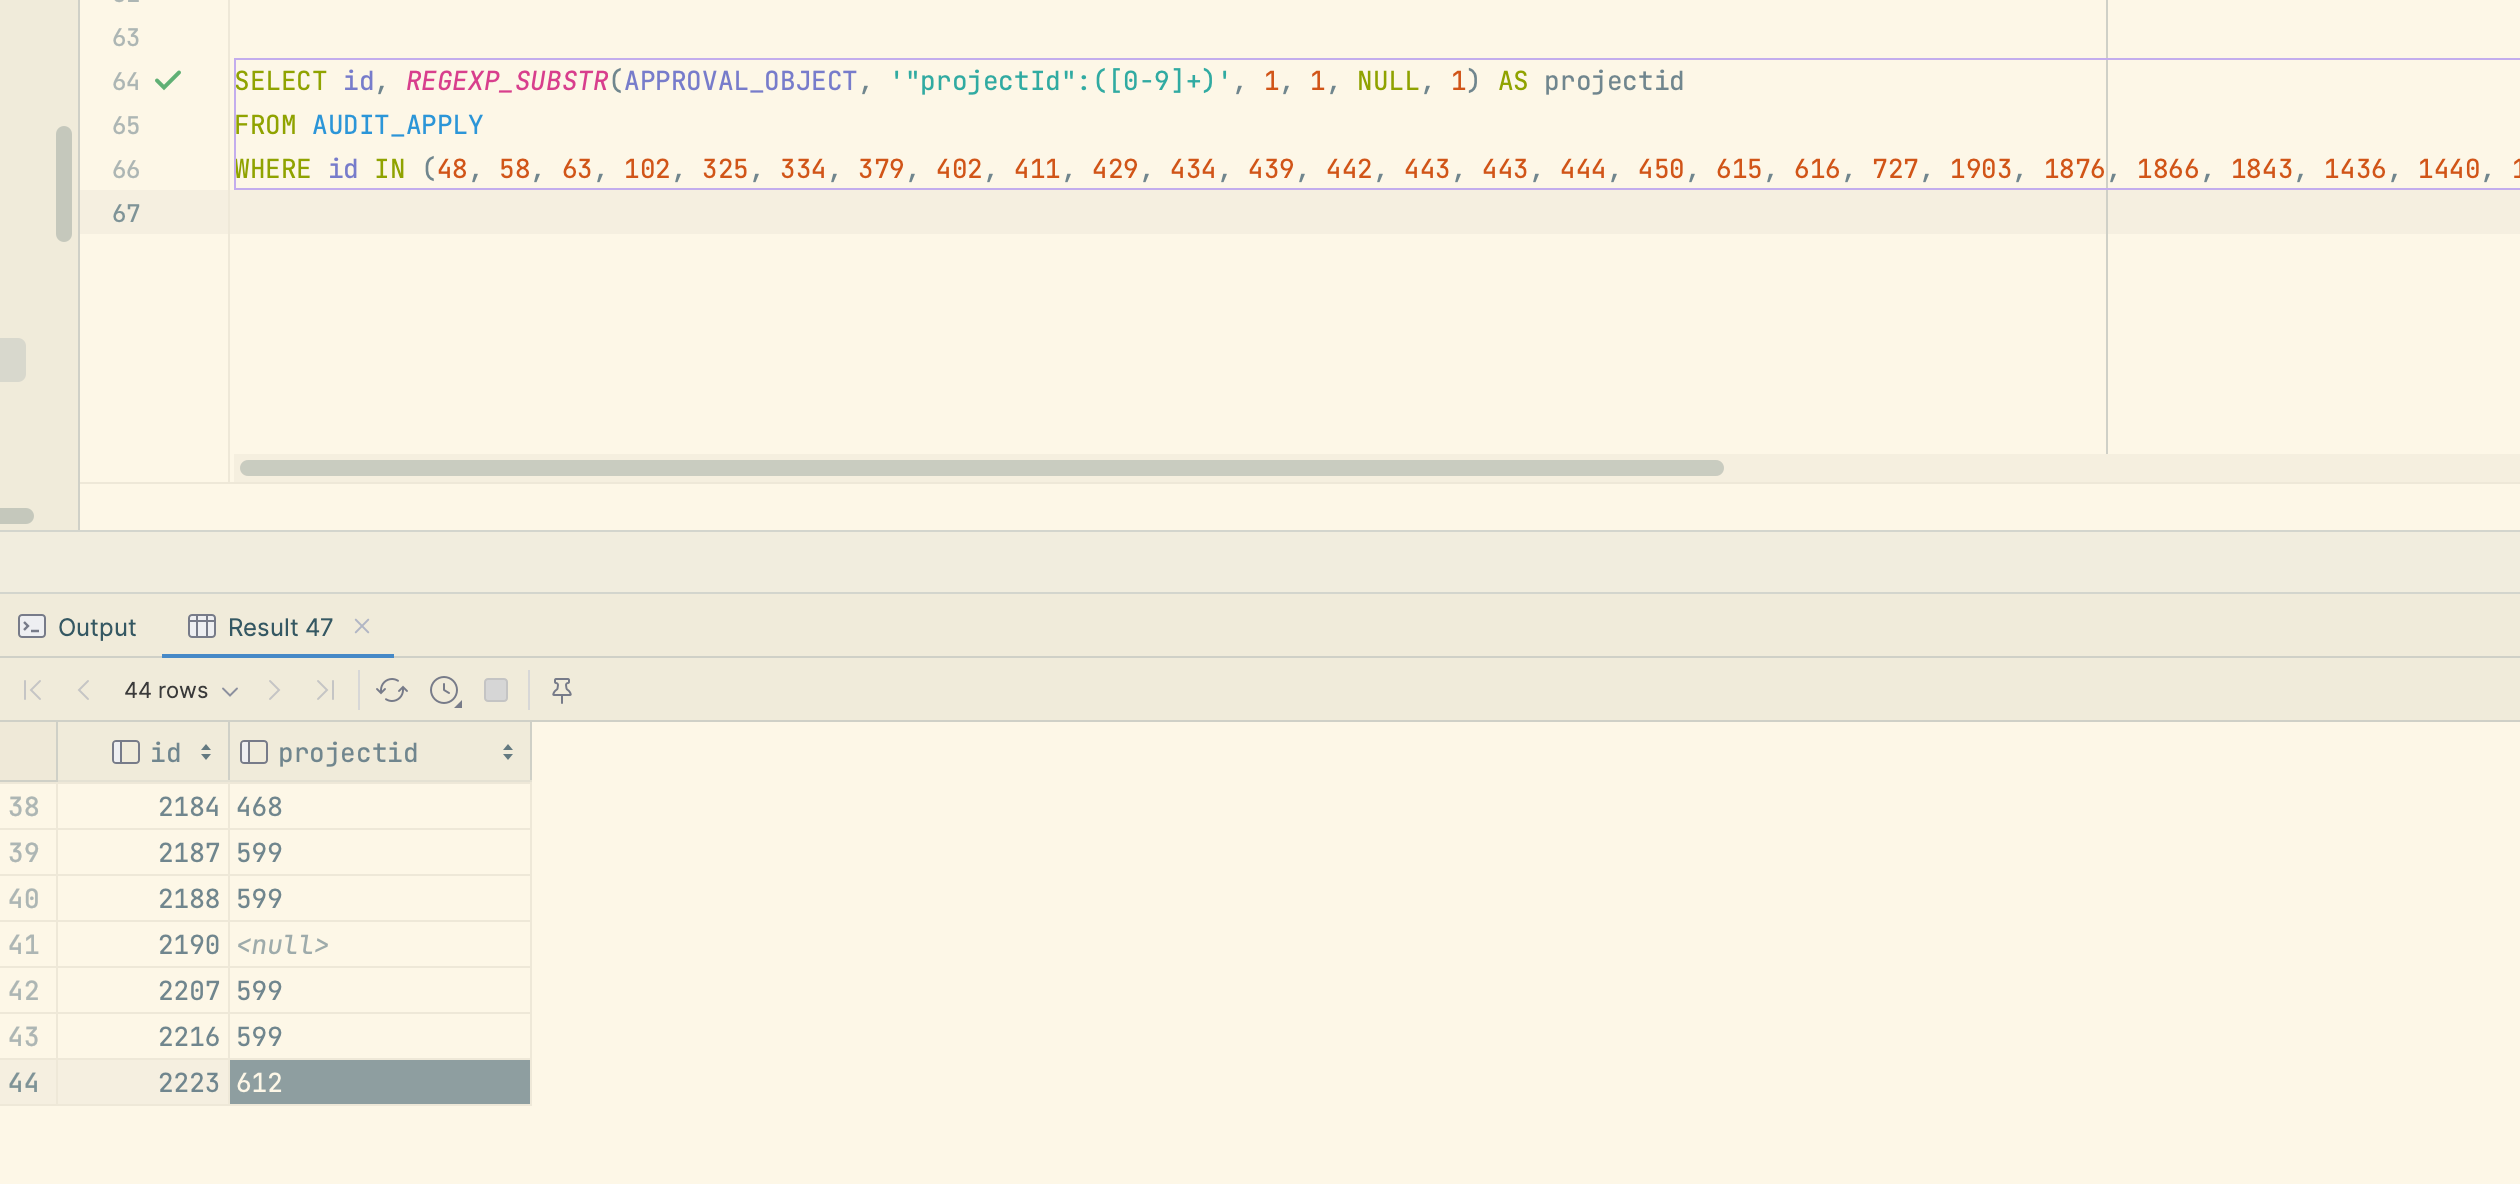 63
64 SELECT id, REGEXP_SUBSTR(APPROVAL_OBJECT, '"projectId":([0-9]+)', 1, 1, NULL, 1) AS projectid
65 FROM AUDIT_APPLY
66 WHERE id IN (48, 58, 63, 102, 325, 334, 379, 402, 411, 429, 434, 439, 442, 443, 443, 444, 450, 615, 616, 727, 1903, 1876, 1866, 1843, 1436, 1440,
67
Output Result 47
44 rows
id projectid
38 2184 468
39 2187 599
40 2188 599
41 2190 <null>
42 2207 599
43 2216 599
44 2223 612